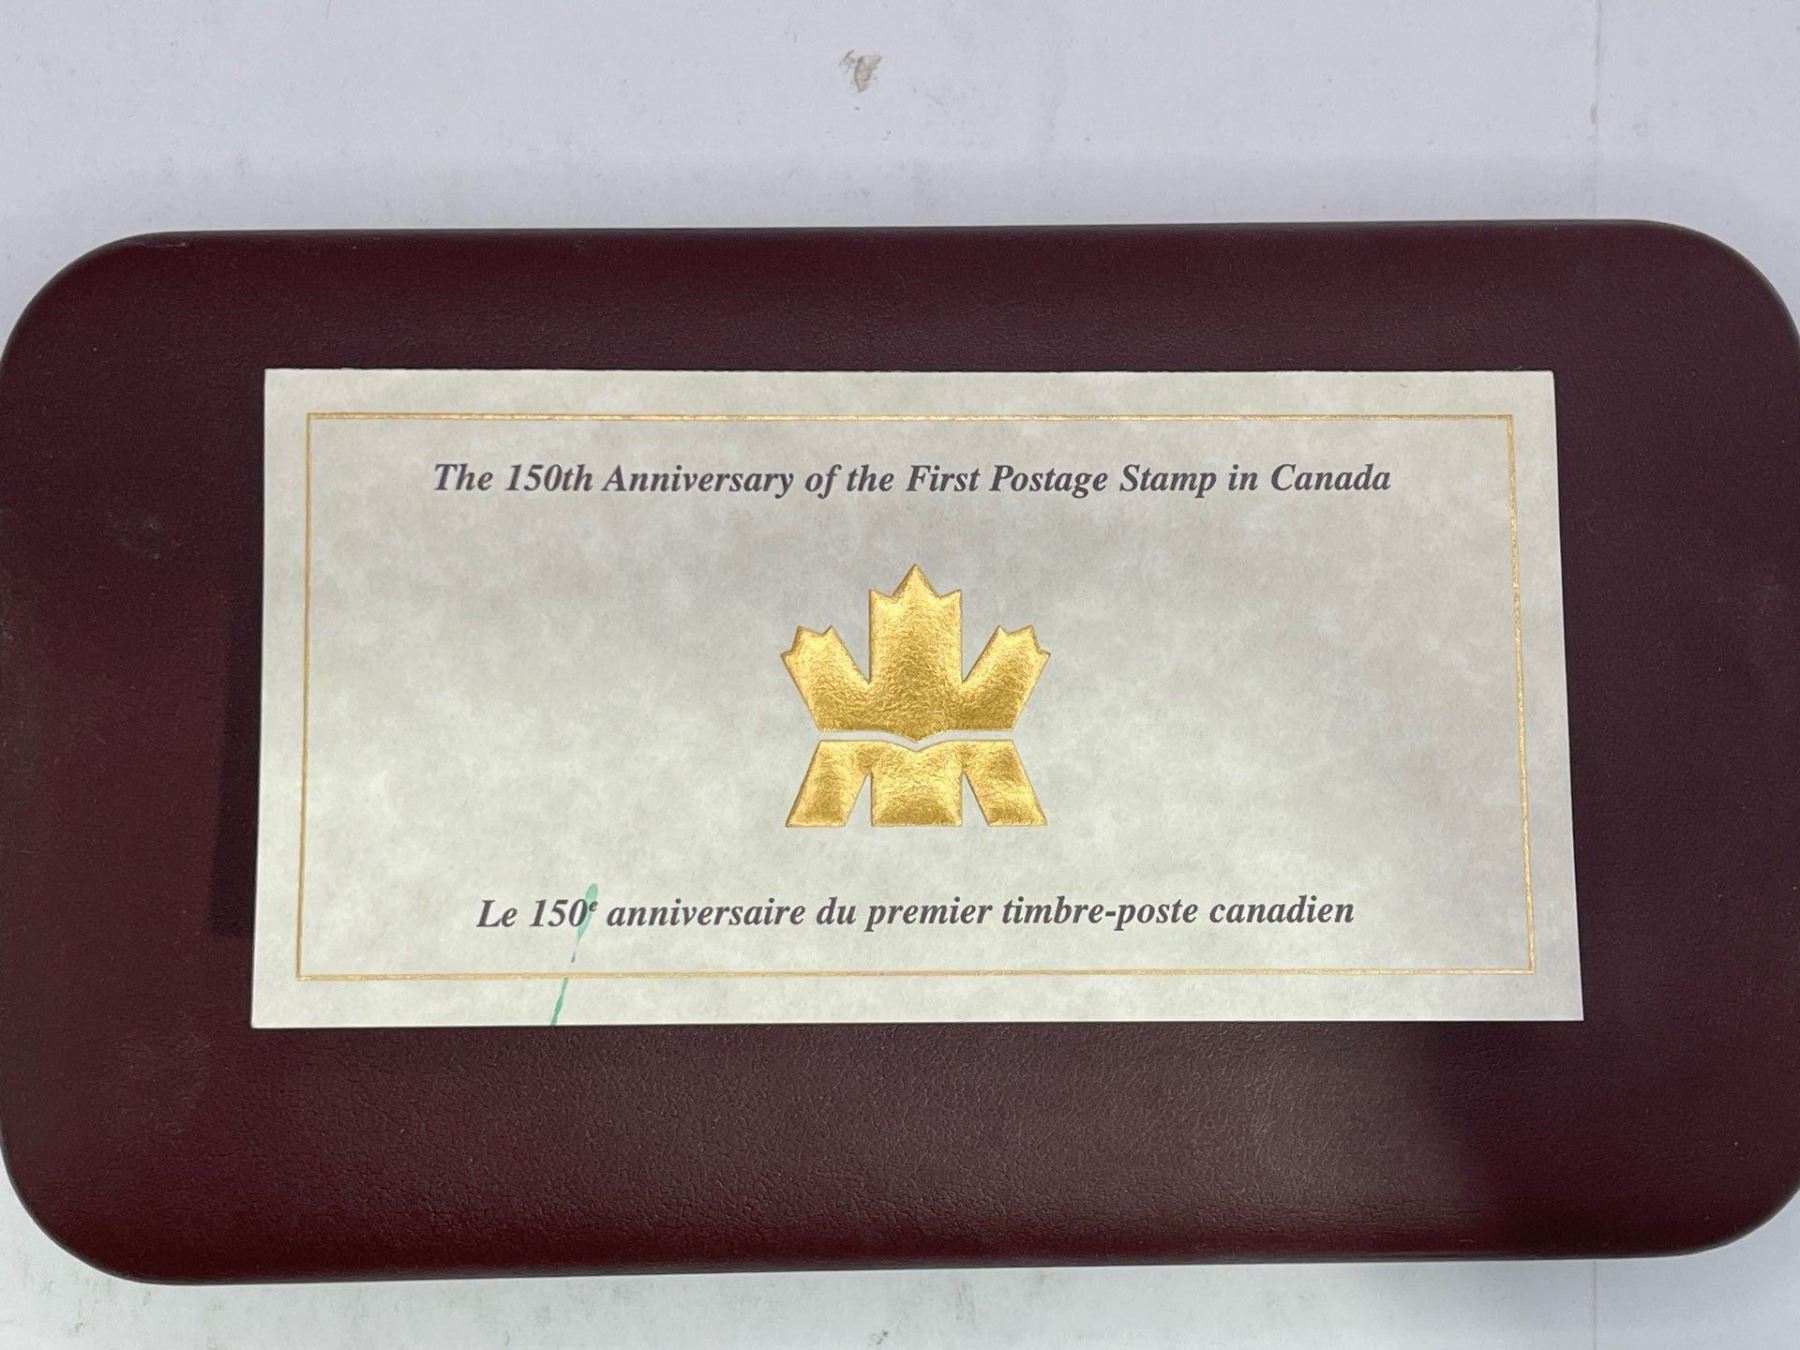 The 150th Anniversary of the First Postage Stamp in Canada
Le 150e anniversaire du premier timbre-poste canadien